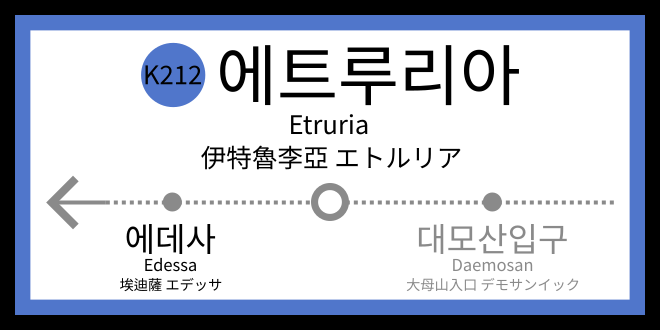 K212 에트루리아
Etruria
伊特魯李亞 エトルリア
에데사
Edessa
埃迪薩 エデッサ
대모산입구
Daemosan
大母山入口 デモサンイック